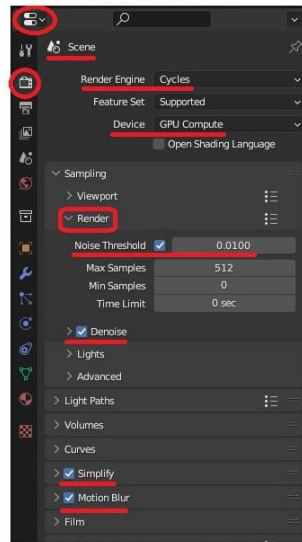 Scene
Render Engine Cycles
Feature Set Supported
Device GPU Compute
Open Shading Language
Sampling
Viewport
Render
Noise Threshold 0.0100
Max Samples 512
Min Samples 0
Time Limit 0 sec
Denoise
Lights
Advanced
Light Paths
Volumes
Curves
Simplify
Motion Blur
Film